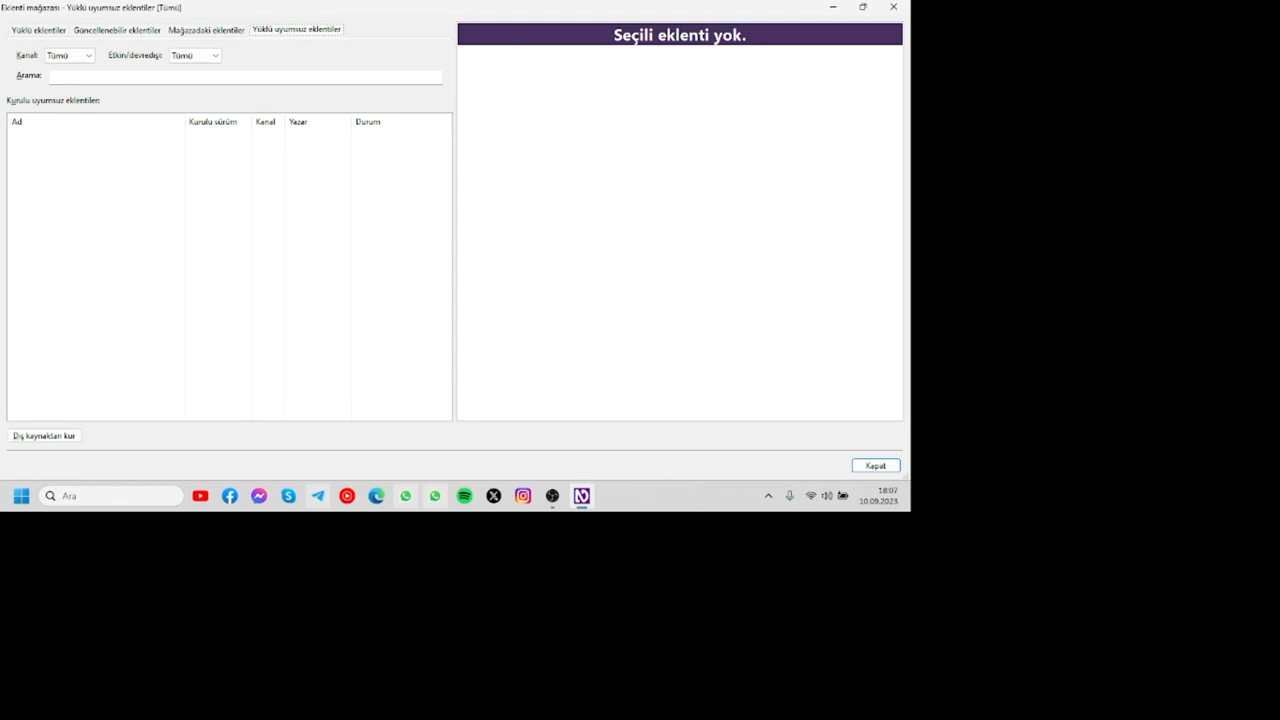 Eklenti mağazası - Yüklü uyumsuz eklentiler (Tümü)
Yüklü eklentiler Güncellenebilir eklentiler Mağazadaki eklentiler Yüklü uyumsuz eklentiler
Kanal: Tümü Etkin/devredışı: Tümü
Arama:
Kurulu uyumsuz eklentiler:
Ad Kurulu sürüm Kanal Yazar Durum
Seçili eklenti yok.
Dış kaynaktan kur
Kapat
Ara
18:07
10.09.2023